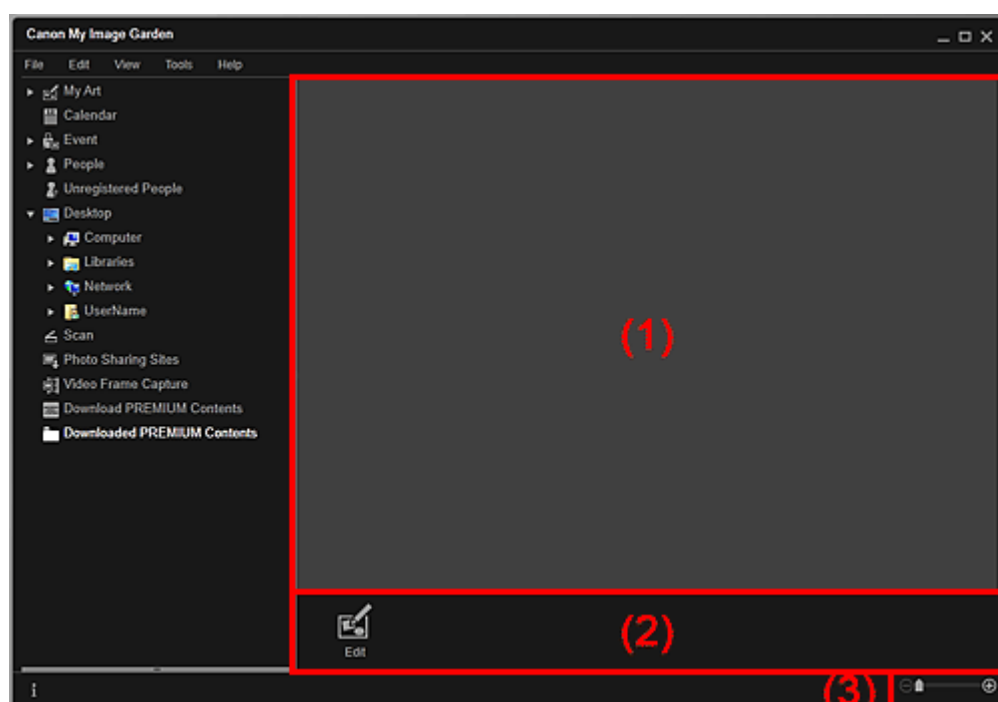 Canon My Image Garden
File Edit View Tools Help
My Art
Calendar
Event
People
Unregistered People
Desktop
Computer
Libraries
Network
UserName
Scan
Photo Sharing Sites
Video Frame Capture
Download PREMIUM Contents
Downloaded PREMIUM Contents
(1)
(2)
Edit
(3)